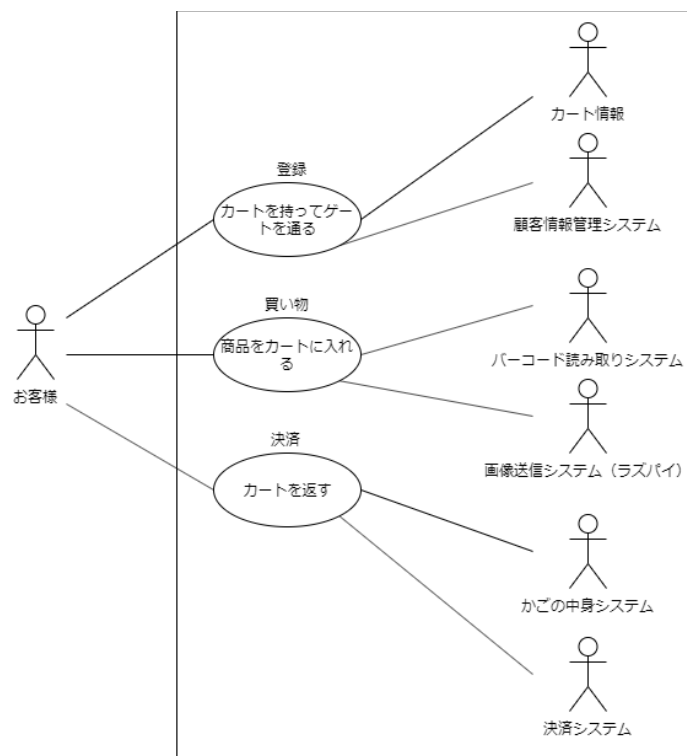 カート情報
登録
カートを持ってゲー
トを通る
顧客情報管理システム
買い物
商品をカートに入れ
る
バーコード読み取りシステム
お客様
決済
カートを返す
画像送信システム（ラズパイ）
かごの中身システム
決済システム